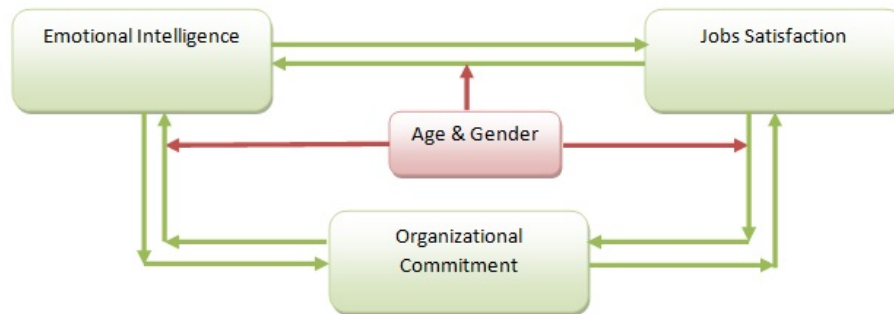 Emotional Intelligence
Jobs Satisfaction
Age & Gender
Organizational
Commitment